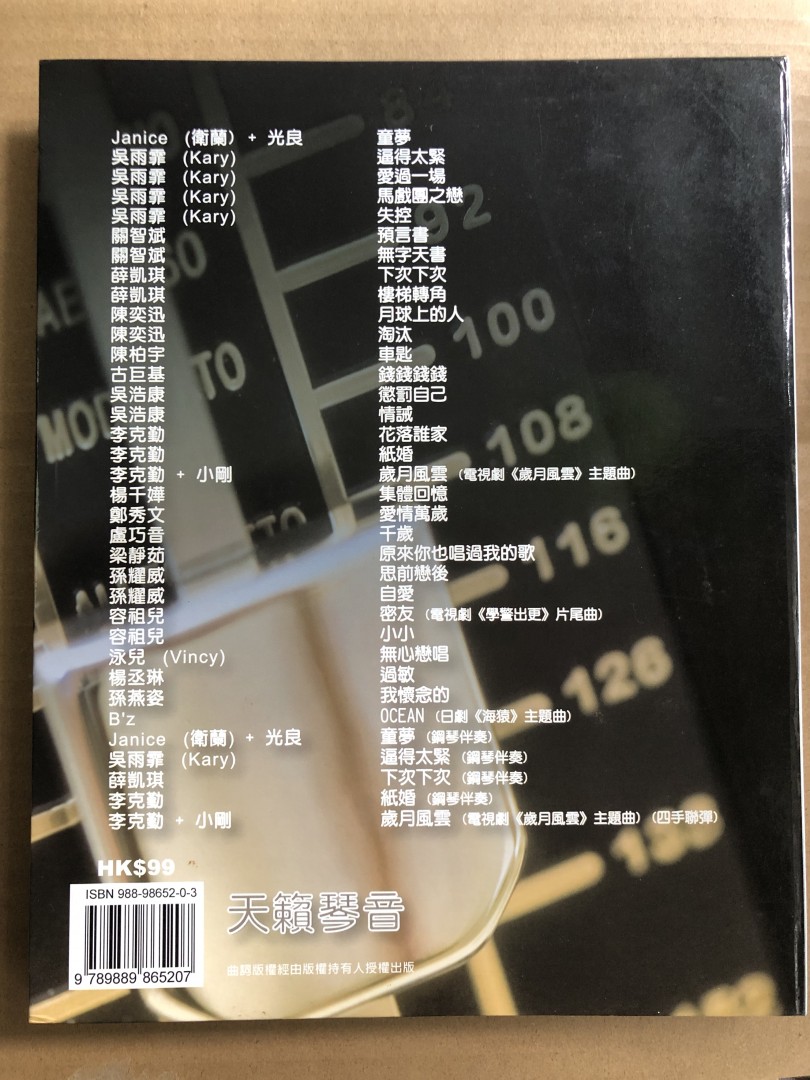 Janice (衛蘭) + 光良 童夢
吳雨霏 (Kary) 逼得太緊
吳雨霏 (Kary) 愛過一場
吳雨霏 (Kary) 馬戲團之戀
吳雨霏 (Kary) 失控
關智斌 預言書
關智斌 無字天書
薛凱琪 下次下次
薛凱琪 樓梯轉角
陳奕迅 月球上的人
陳奕迅 淘汰
陳柏宇 車匙
古巨基 錢錢錢錢
吳浩康 懲罰自己
吳浩康 情誡
李克勤 花落誰家
李克勤 紙婚
李克勤 + 小剛 歲月風雲 (電視劇《歲月風雲》主題曲)
楊千嬅 集體回憶
鄭秀文 愛情萬歲
盧巧音 千歲
梁靜茹 原來你也唱過我的歌
孫耀威 思前戀後
孫耀威 自愛
容祖兒 密友 (電視劇《學警出更》片尾曲)
容祖兒 小小
泳兒 (Vincy) 無心戀唱
楊丞琳 過敏
孫燕姿 我懷念的
B'z OCEAN (日劇《海猿》主題曲)
Janice (衛蘭) + 光良 童夢 (鋼琴伴奏)
吳雨霏 (Kary) 逼得太緊 (鋼琴伴奏)
薛凱琪 下次下次 (鋼琴伴奏)
李克勤 紙婚 (鋼琴伴奏)
李克勤 + 小剛 歲月風雲 (電視劇《歲月風雲》主題曲) (四手聯彈)
84
92
100
108
116
126
138
HK$99
ISBN 988-98652-0-3
9 789889 865207
天籟琴音
曲詞版權經由版權持有人授權出版